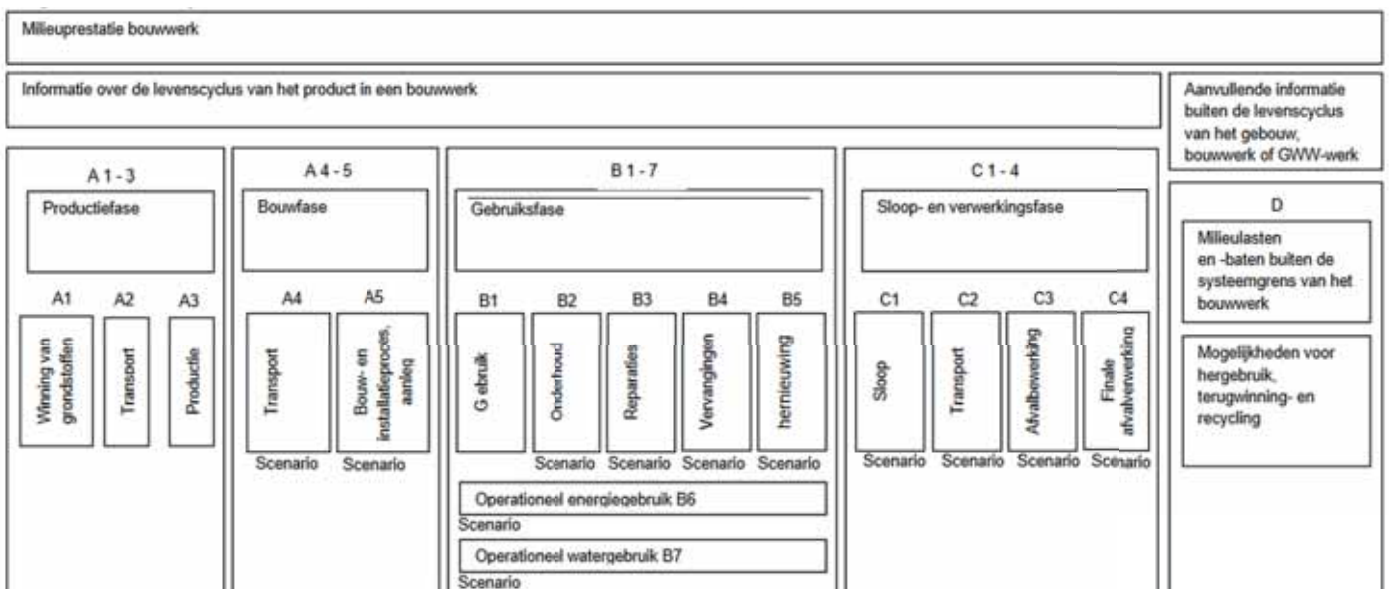 Milieuprestatie bouwwerk
Informatie over de levenscyclus van het product in een bouwwerk
Aanvullende informatie
buiten de levenscyclus
van het gebouw,
bouwwerk of GWW-werk
A 1 - 3
Productiefase
A1
A2
A3
Winning van
grondstoffen
Transport
Productie
A 4 - 5
Bouwfase
A4
A5
Transport
Bouw- en
installatieproces,
aanleg
Scenario
Scenario
B 1 - 7
Gebruiksfase
B1
B2
B3
B4
B5
G ebruik
Onderhoud
Reparaties
Vervangingen
hernieuwing
Scenario
Scenario
Scenario
Scenario
Operationeel energiegebruik B6
Scenario
Operationeel watergebruik B7
Scenario
C 1 - 4
Sloop- en verwerkingsfase
C1
C2
C3
C4
Sloop
Transport
Afvalbewerking
Finale
afvalverwerking
Scenario
Scenario
Scenario
Scenario
D
Milieulasten
en -baten buiten de
systeemgrens van het
bouwwerk
Mogelijkheden voor
hergebruik,
terugwinning- en
recycling